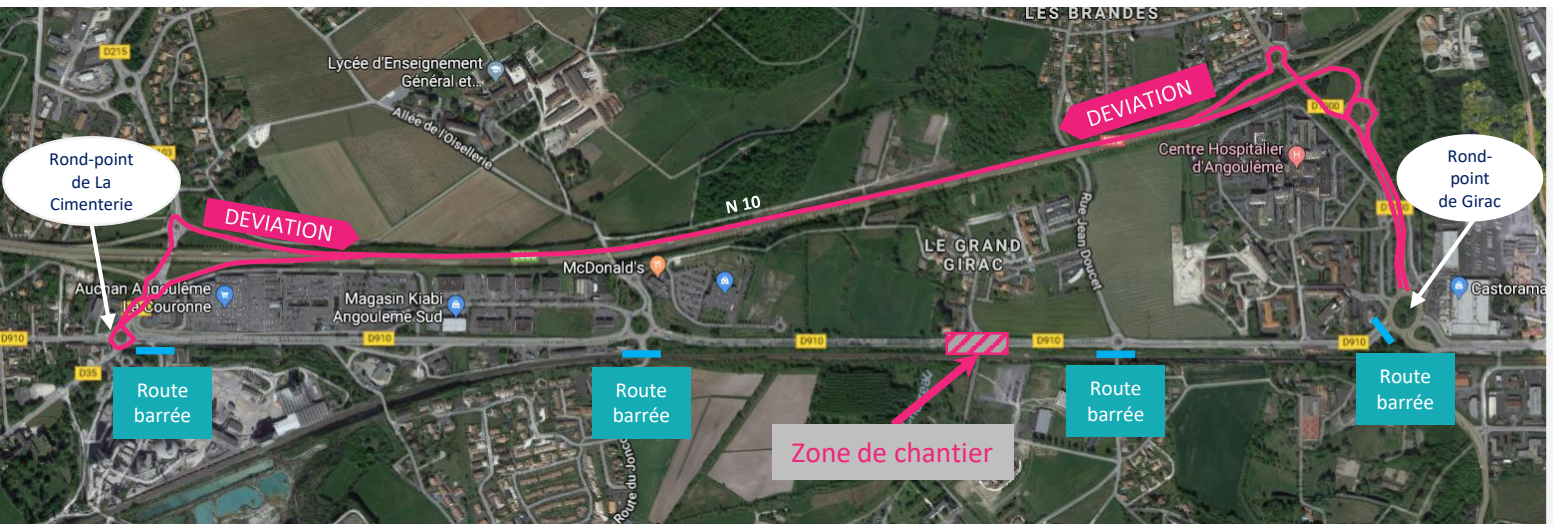 LES BRANDES
D215
Lycée d'Enseignement
Général et...
DEVIATION
Allée de l'Oisellerie
Centre Hospitalier
d'Angoulême
Rond-point
de La
Cimenterie
Rond-
point
de Girac
DEVIATION
N 10
Rue Jean Doucet
LE GRAND
GIRAC
McDonald's
Auchan Angoulême
La Couronne
Magasin Kiabi
Angouleme Sud
Castorama
D910
D910
D910
D910
D910
D35
Route
barrée
Route
barrée
Route
barrée
Route
barrée
Zone de chantier